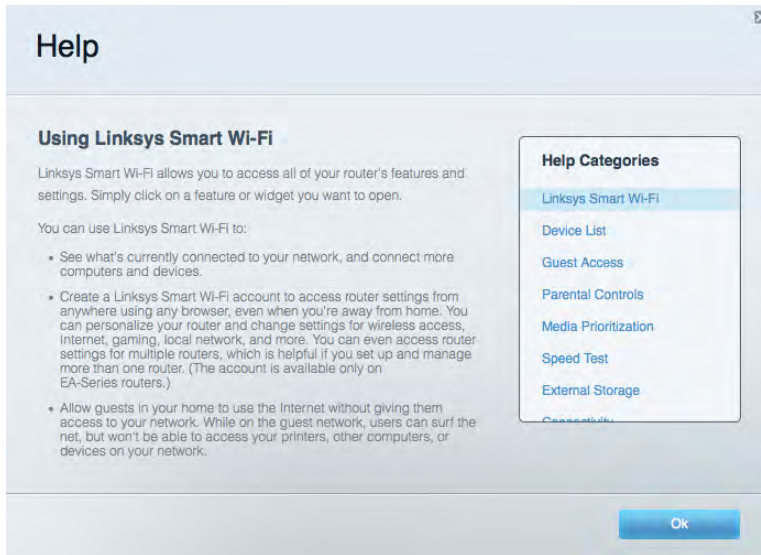 Help
Using Linksys Smart Wi-Fi
Linksys Smart Wi-Fi allows you to access all of your router's features and
settings. Simply click on a feature or widget you want to open.
You can use Linksys Smart Wi-Fi to:
• See what's currently connected to your network, and connect more
computers and devices.
• Create a Linksys Smart Wi-Fi account to access router settings from
anywhere using any browser, even when you're away from home. You
can personalize your router and change settings for wireless access,
Internet, gaming, local network, and more. You can even access router
settings for multiple routers, which is helpful if you set up and manage
more than one router. (The account is available only on
EA-Series routers.)
• Allow guests in your home to use the Internet without giving them
access to your network. While on the guest network, users can surf the
net, but won't be able to access your printers, other computers, or
devices on your network.
Help Categories
Linksys Smart Wi-Fi
Device List
Guest Access
Parental Controls
Media Prioritization
Speed Test
External Storage
Connectivity
Ok